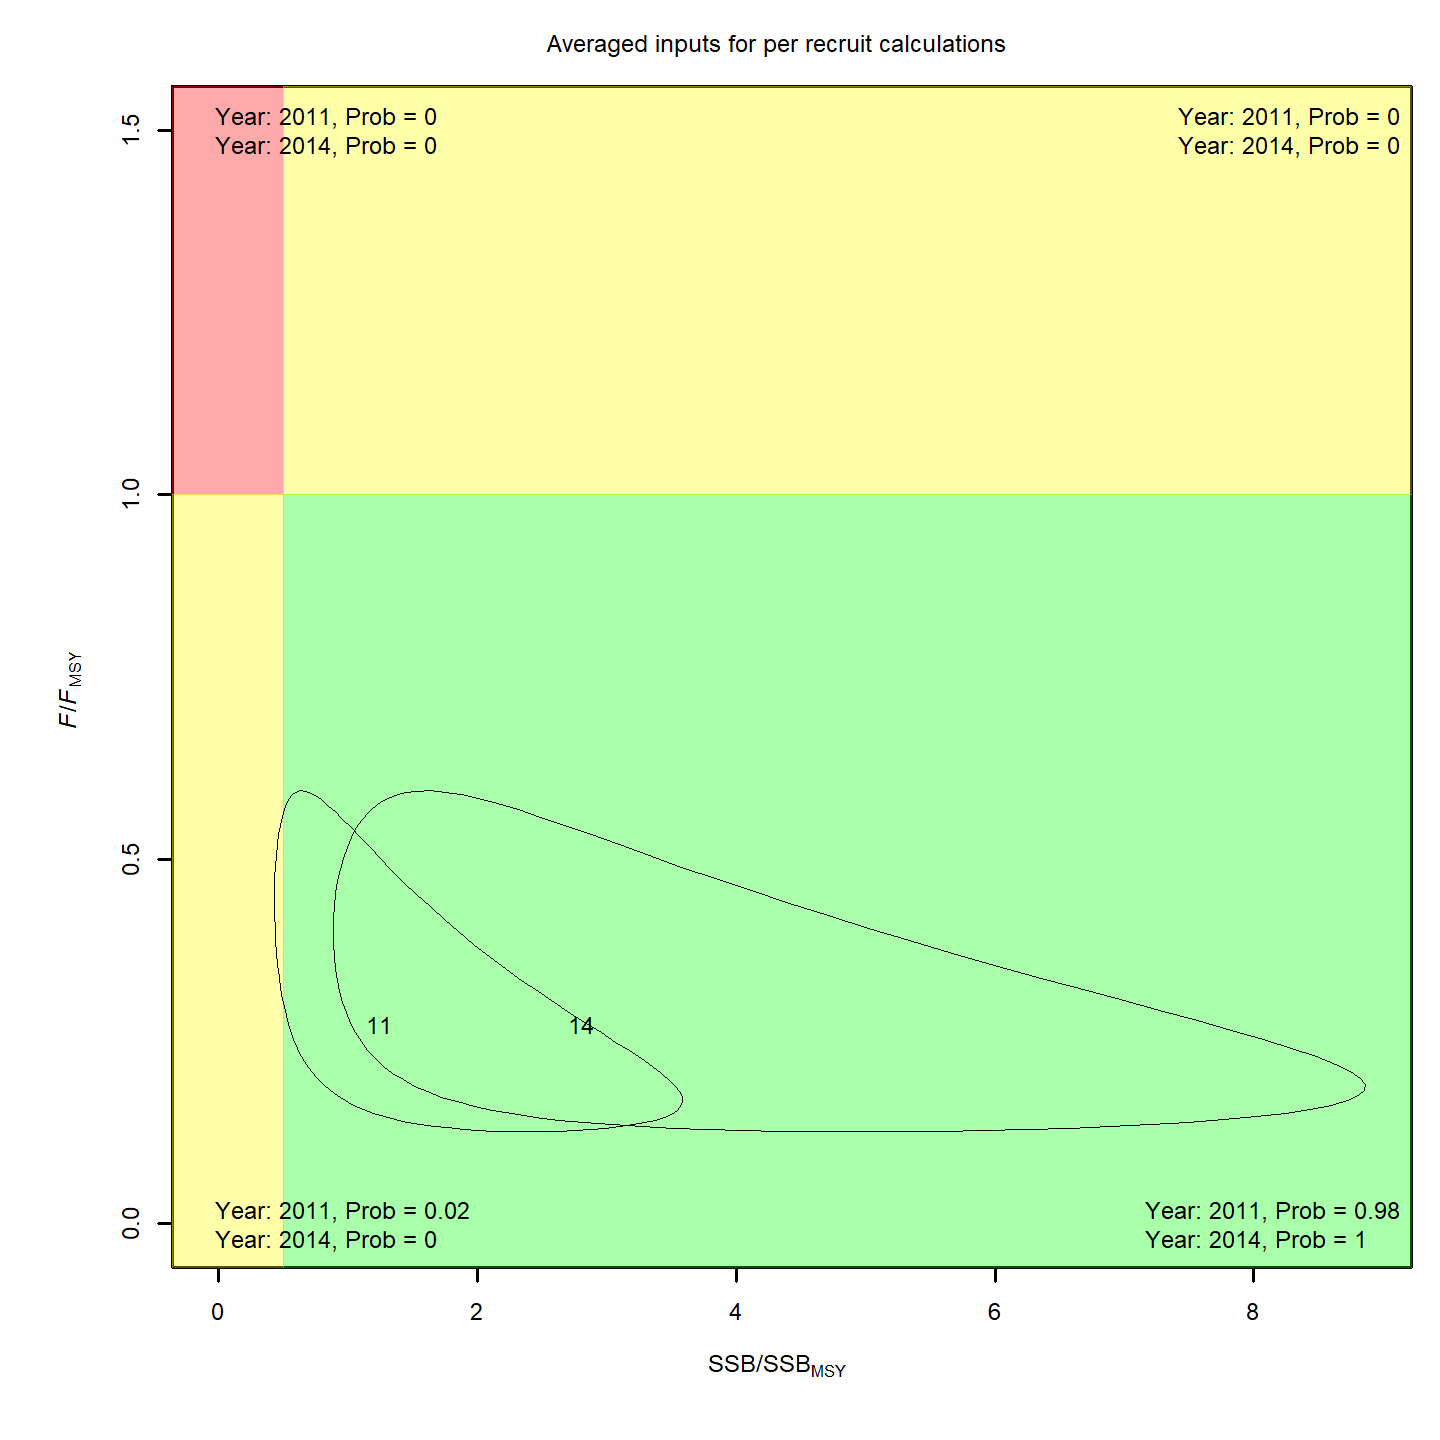 Averaged inputs for per recruit calculations
Year: 2011, Prob = 0
Year: 2014, Prob = 0
Year: 2011, Prob = 0
Year: 2014, Prob = 0
1.5
1.0
0.5
0.0
F/FMSY
11
14
Year: 2011, Prob = 0.02
Year: 2014, Prob = 0
Year: 2011, Prob = 0.98
Year: 2014, Prob = 1
0 2 4 6 8
SSB/SSBMSY